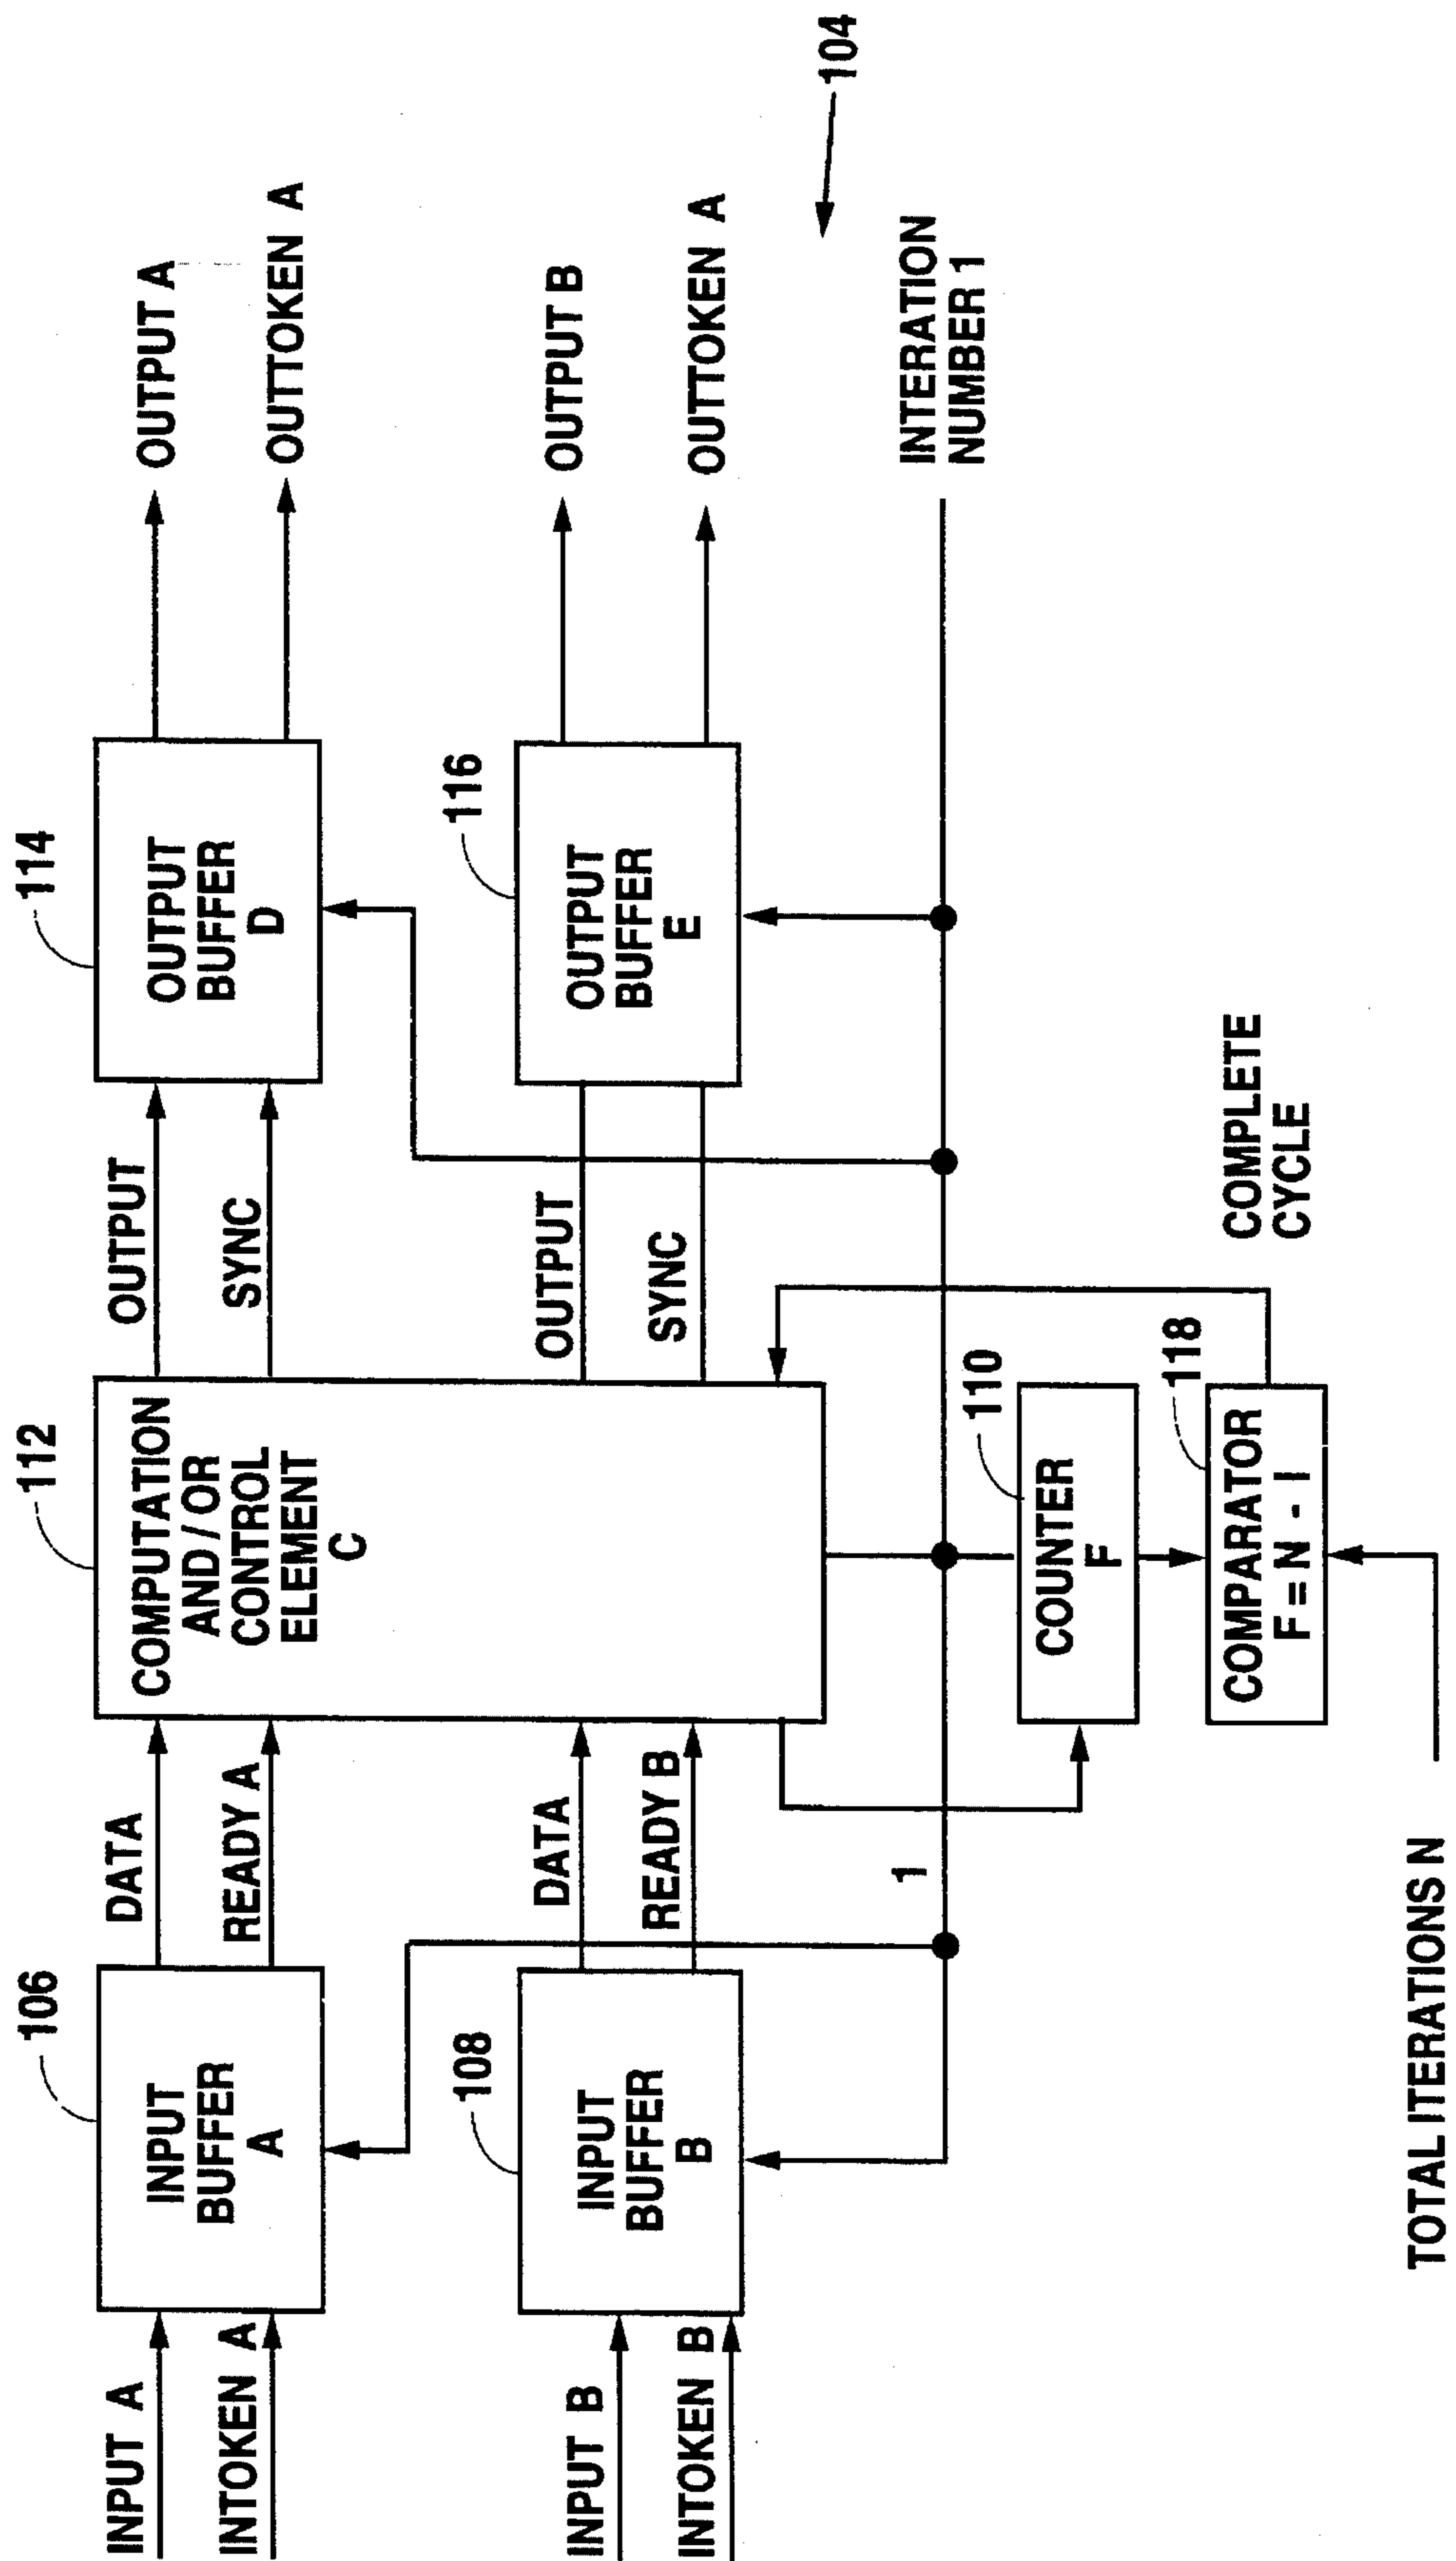 106
INPUT A
INTOKEN A
INPUT
BUFFER
A
DATA
READY A
112
COMPUTATION
AND / OR
CONTROL
ELEMENT
C
OUTPUT
SYNC
114
OUTPUT
BUFFER
D
OUTPUT A
OUTTOKEN A
108
INPUT B
INTOKEN B
INPUT
BUFFER
B
DATA
READY B
OUTPUT
SYNC
116
OUTPUT
BUFFER
E
OUTPUT B
OUTTOKEN A
104
1
INTERATION
NUMBER 1
110
COUNTER
F
118
COMPARATOR
F = N - I
COMPLETE
CYCLE
TOTAL ITERATIONS N